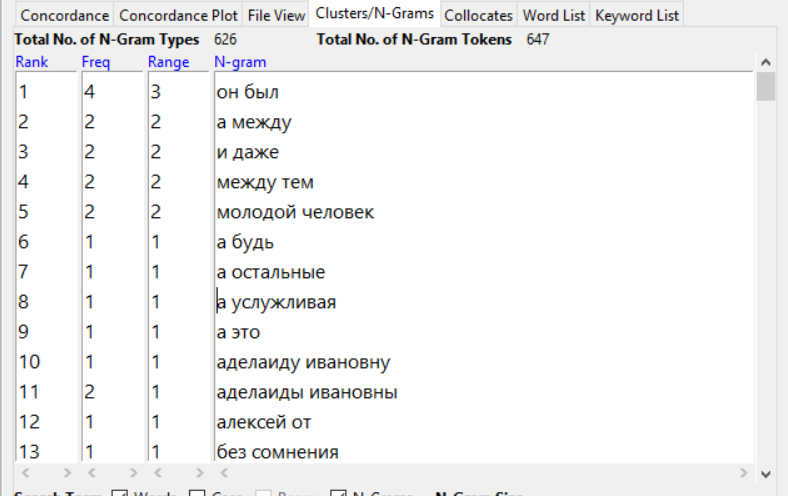 Concordance Concordance Plot File View Clusters/N-Grams Collocates Word List Keyword List
Total No. of N-Gram Types 626 Total No. of N-Gram Tokens 647
Rank Freq Range N-gram
1 4 3 он был
2 2 2 а между
3 2 2 и даже
4 2 2 между тем
5 2 2 молодой человек
6 1 1 а будь
7 1 1 а остальные
8 1 1 а услужливая
9 1 1 а это
10 1 1 аделаиду ивановну
11 2 1 аделаиды ивановны
12 1 1 алексей от
13 1 1 без сомнения